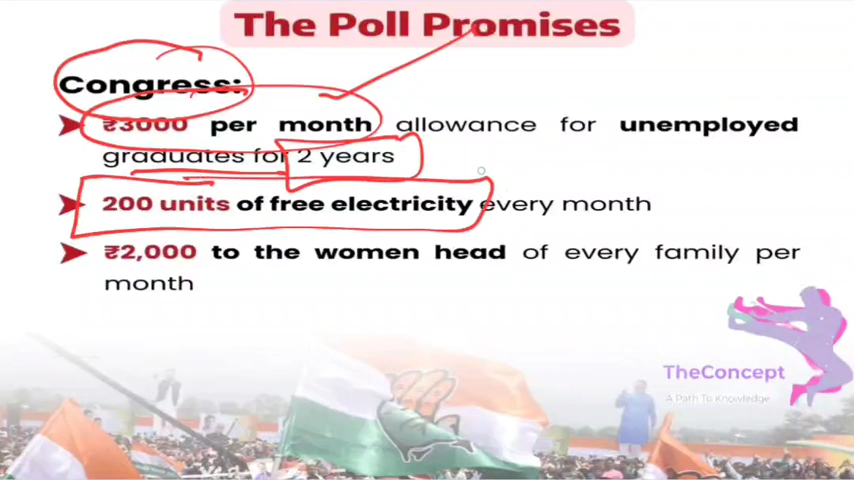 The Poll Promises
Congress:
₹3000 per month allowance for unemployed
graduates for 2 years
200 units of free electricity every month
₹2,000 to the women head of every family per
month
TheConcept
A Path To Knowledge